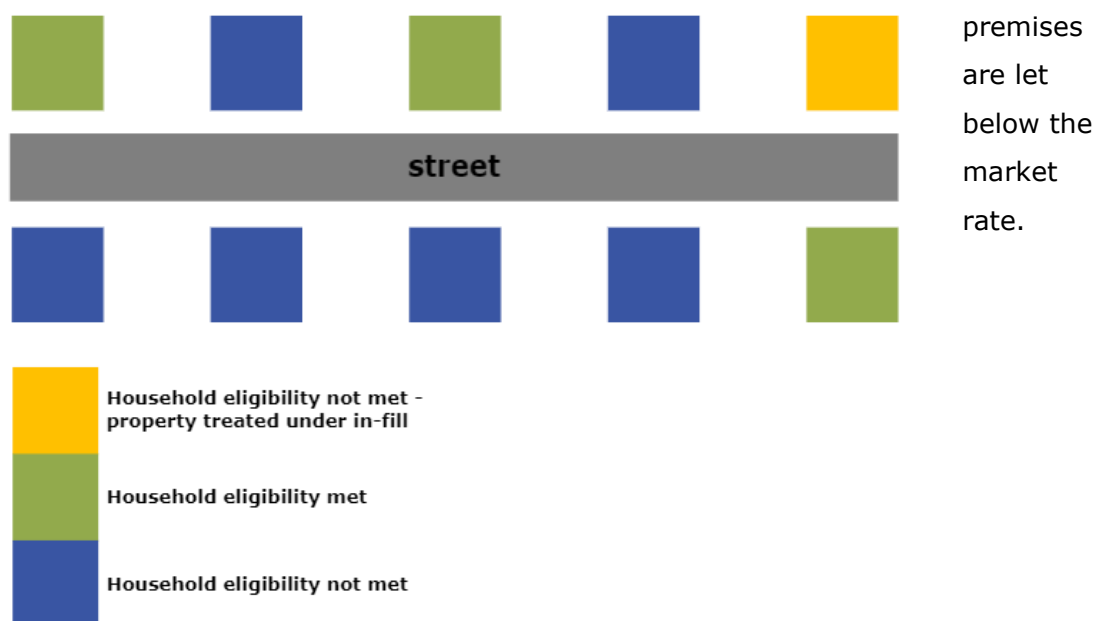 premises
are let
below the
market
rate.
street
Household eligibility not met -
property treated under in-fill
Household eligibility met
Household eligibility not met